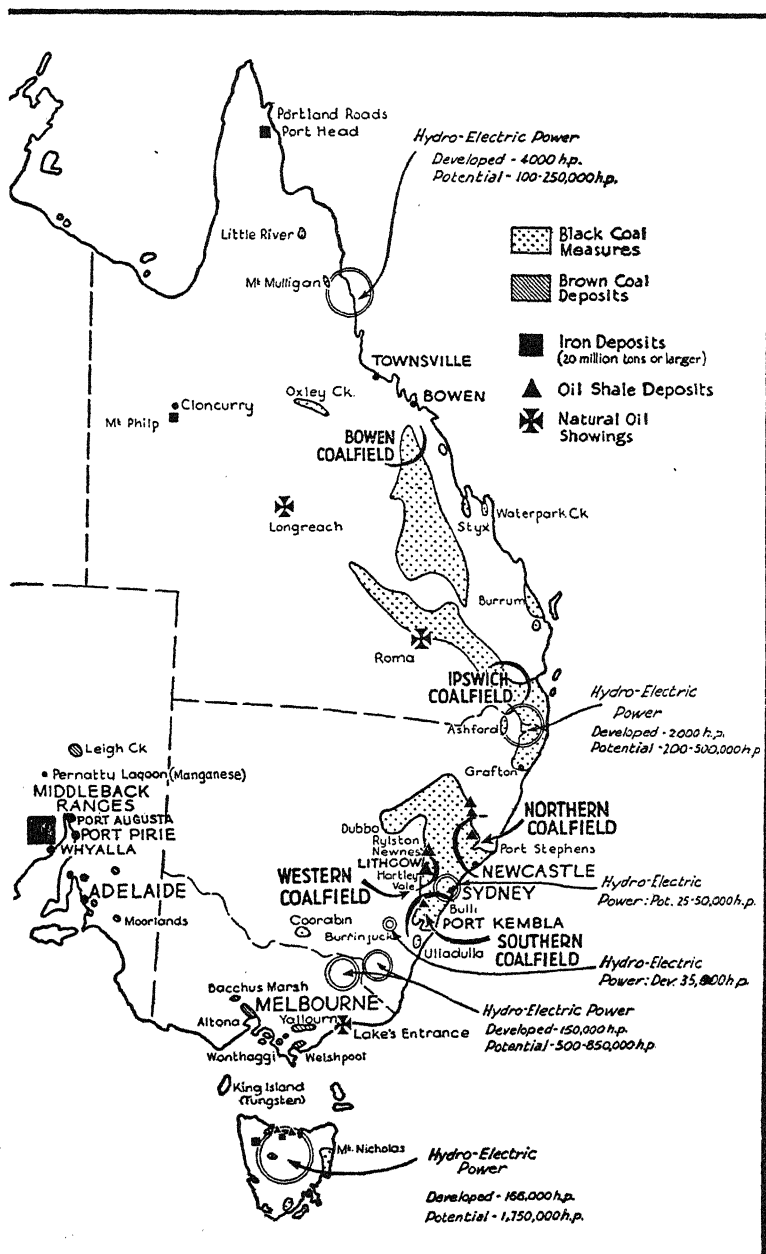 Portland Roads
Port Head
Hydro-Electric Power
Developed - 4000 h.p.
Potential - 100-250,000 h.p.
Little River
Mt. Mulligan
Black Coal
Measures
Brown Coal
Deposits
Iron Deposits
(20 million tons or larger)
Oil Shale Deposits
Natural Oil
Showings
TOWNSVILLE
BOWEN
Oxley Ck.
Cloncurry
Mt Philp
BOWEN
COALFIELD
Longreach
Styx
Waterpark Ck
Burrum
Roma
IPSWICH
COALFIELD
Hydro-Electric
Power
Developed - 2000 h.p.
Potential - 200-500,000 h.p
Ashford
Grafton
Leigh Ck
Pernatty Lagoon (Manganese)
MIDDLEBACK
RANGES
PORT AUGUSTA
PORT PIRIE
WHYALLA
ADELAIDE
Moorlands
NORTHERN
COALFIELD
Port Stephens
Dubbo
Rylston
Newnes
LITHGOW
Hartley
Vale
WESTERN
COALFIELD
NEWCASTLE
SYDNEY
Hydro-Electric
Power: Pot. 25-50,000 h.p.
Bulli
PORT KEMBLA
Coorabin
Burrinjuck
Ulladulla
SOUTHERN
COALFIELD
Hydro-Electric
Power: Dev. 35,800 h.p.
Bacchus Marsh
MELBOURNE
Altona
Yallourn
Lake's Entrance
Wonthaggi
Welshpool
Hydro-Electric Power
Developed - 150,000 h.p.
Potential - 500-850,000 h.p
King Island
(Tungsten)
Mt. Nicholas
Hydro-Electric
Power
Developed - 166,000 h.p.
Potential - 1,750,000 h.p.